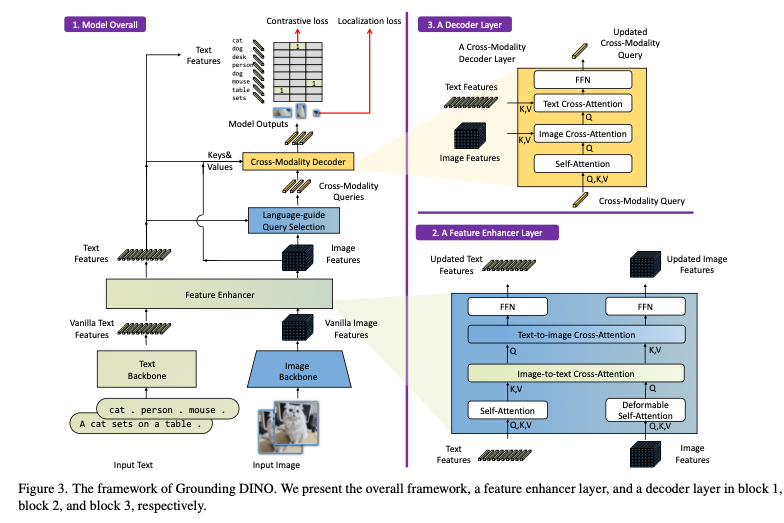 1. Model Overall
Contrastive loss
Localization loss
Text
Features
cat
dog
desk
person
dog
mouse
table
sets
1
1
1
Model Outputs
Keys&
Values
Cross-Modality Decoder
Cross-Modality
Queries
Language-guide
Query Selection
Text
Features
Image
Features
Feature Enhancer
Vanilla Text
Features
Vanilla Image
Features
Text
Backbone
Image
Backbone
cat . person . mouse .
A cat sets on a table .
Input Text
Input Image
3. A Decoder Layer
A Cross-Modality
Decoder Layer
Updated
Cross-Modality
Query
FFN
Text Features
K,V
Text Cross-Attention
Q
Image Features
K,V
Image Cross-Attention
Q
Self-Attention
Q,K,V
Cross-Modality Query
2. A Feature Enhancer Layer
Updated Text
Features
Updated Image
Features
FFN
FFN
Text-to-image Cross-Attention
Q
K,V
Image-to-text Cross-Attention
K,V
Q
Self-Attention
Deformable
Self-Attention
Q,K,V
Q,K,V
Text
Features
Image
Features
Figure 3. The framework of Grounding DINO. We present the overall framework, a feature enhancer layer, and a decoder layer in block 1,
block 2, and block 3, respectively.